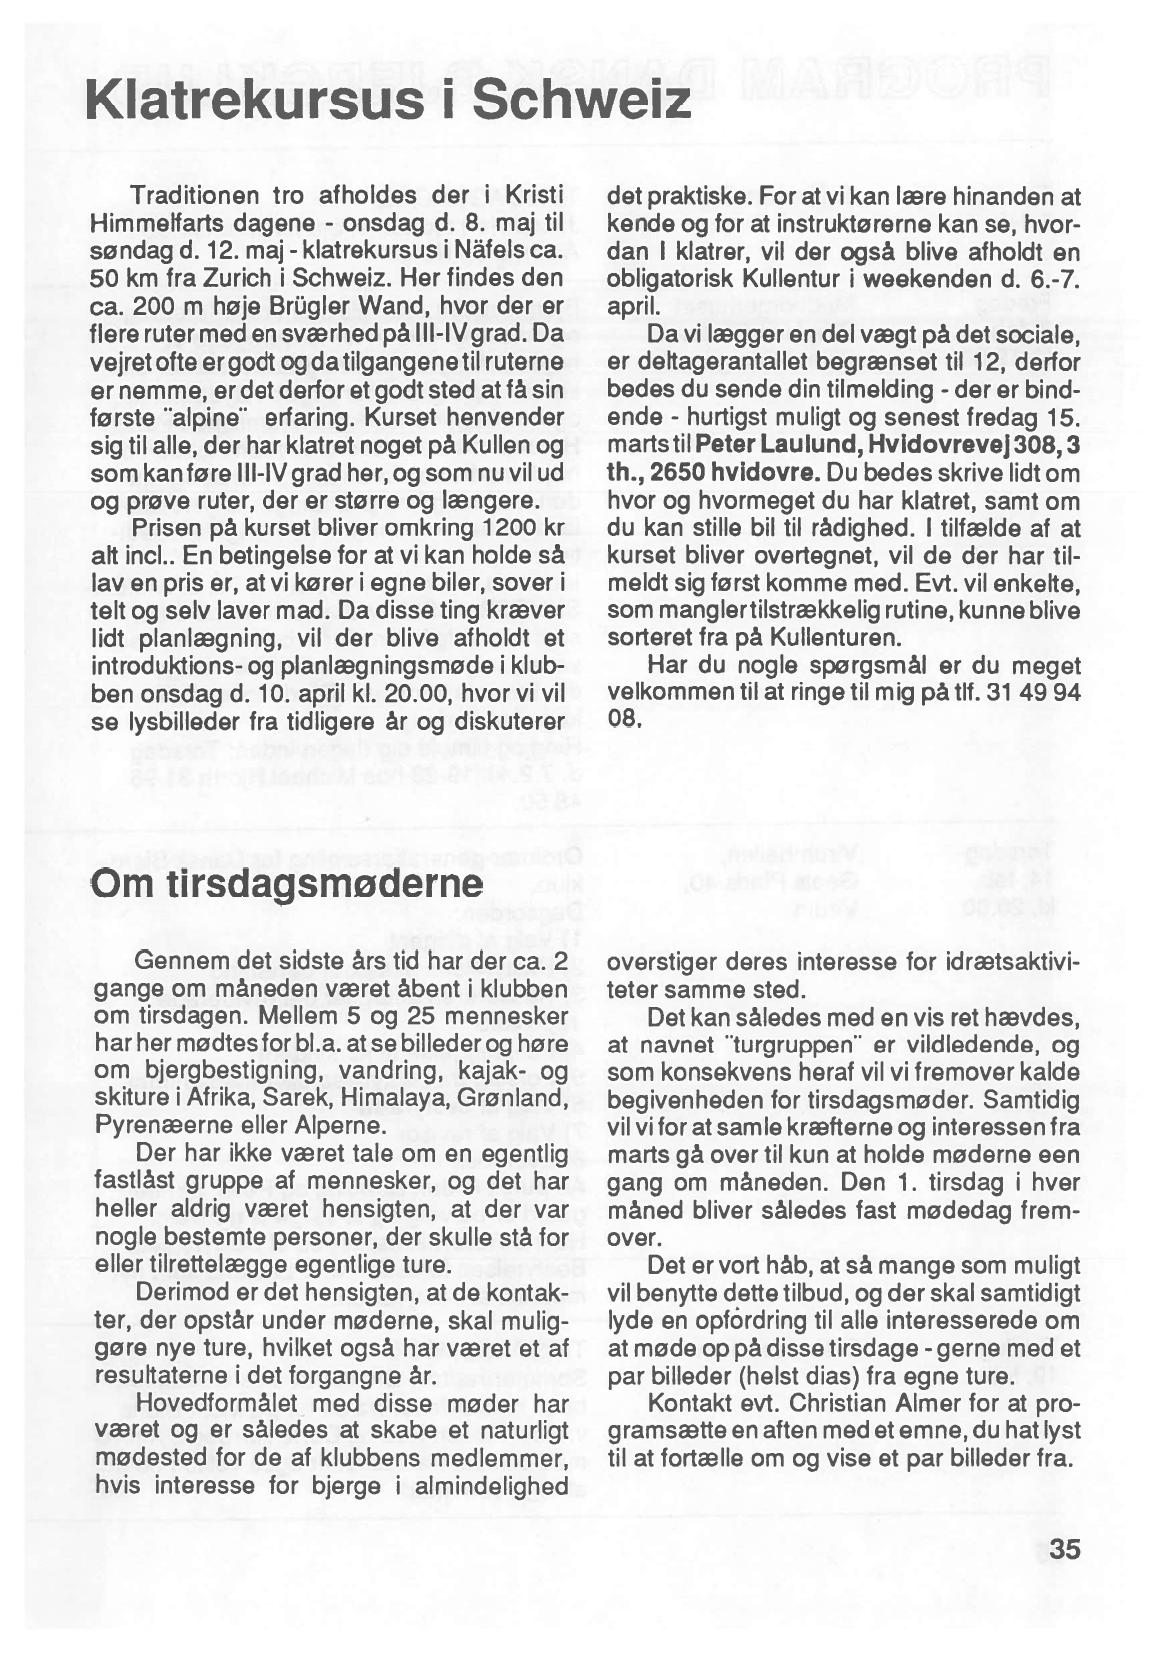 Klatrekursus i Schweiz
Traditionen tro afholdes der i Kristi
Himmelfarts dagene - onsdag d. 8. maj til
søndag d. 12. maj - klatrekursus i Näfels ca.
50 km fra Zurich i Schweiz. Her findes den
ca. 200 m høje Brügler Wand, hvor der er
flere ruter med en sværhed på III-IV grad. Da
vejret ofte er godt og da tilgangene til ruterne
er nemme, er det derfor et godt sted at få sin
første ¨alpine¨ erfaring. Kurset henvender
sig til alle, der har klatret noget på Kullen og
som kan føre III-IV grad her, og som nu vil ud
og prøve ruter, der er større og længere.
Prisen på kurset bliver omkring 1200 kr
alt incl.. En betingelse for at vi kan holde så
lav en pris er, at vi kører i egne biler, sover i
telt og selv laver mad. Da disse ting kræver
lidt planlægning, vil der blive afholdt et
introduktions- og planlægningsmøde i klub-
ben onsdag d. 10. april kl. 20.00, hvor vi vil
se lysbilleder fra tidligere år og diskuterer
det praktiske. For at vi kan lære hinanden at
kende og for at instruktørerne kan se, hvor-
dan I klatrer, vil der også blive afholdt en
obligatorisk Kullentur i weekenden d. 6.-7.
april.
Da vi lægger en del vægt på det sociale,
er deltagerantallet begrænset til 12, derfor
bedes du sende din tilmelding - der er bind-
ende - hurtigst muligt og senest fredag 15.
marts til Peter Laulund, Hvidovrevej 308, 3
th., 2650 hvidovre. Du bedes skrive lidt om
hvor og hvormeget du har klatret, samt om
du kan stille bil til rådighed. I tilfælde af at
kurset bliver overtegnet, vil de der har til-
meldt sig først komme med. Evt. vil enkelte,
som mangler tilstrækkelig rutine, kunne blive
sorteret fra på Kullenturen.
Har du nogle spørgsmål er du meget
velkommen til at ringe til mig på tlf. 31 49 94
08.
Om tirsdagsmøderne
Gennem det sidste års tid har der ca. 2
gange om måneden været åbent i klubben
om tirsdagen. Mellem 5 og 25 mennesker
har her mødtes for bl.a. at se billeder og høre
om bjergbestigning, vandring, kajak- og
skiture i Afrika, Sarek, Himalaya, Grønland,
Pyrenæerne eller Alperne.
Der har ikke været tale om en egentlig
fastlåst gruppe af mennesker, og det har
heller aldrig været hensigten, at der var
nogle bestemte personer, der skulle stå for
eller tilrettelægge egentlige ture.
Derimod er det hensigten, at de kontak-
ter, der opstår under møderne, skal mulig-
gøre nye ture, hvilket også har været et af
resultaterne i det forgangne år.
Hovedformålet med disse møder har
været og er således at skabe et naturligt
mødested for de af klubbens medlemmer,
hvis interesse for bjerge i almindelighed
overstiger deres interesse for idrætsaktivi-
teter samme sted.
Det kan således med en vis ret hævdes,
at navnet ¨turgruppen¨ er vildledende, og
som konsekvens heraf vil vi fremover kalde
begivenheden for tirsdagsmøder. Samtidig
vil vi for at samle kræfterne og interessen fra
marts gå over til kun at holde møderne een
gang om måneden. Den 1. tirsdag i hver
måned bliver således fast mødedag frem-
over.
Det er vort håb, at så mange som muligt
vil benytte dette tilbud, og der skal samtidigt
lyde en opfordring til alle interesserede om
at møde op på disse tirsdage - gerne med et
par billeder (helst dias) fra egne ture.
Kontakt evt. Christian Almer for at pro-
gramsætte en aften med et emne, du hat lyst
til at fortælle om og vise et par billeder fra.
35